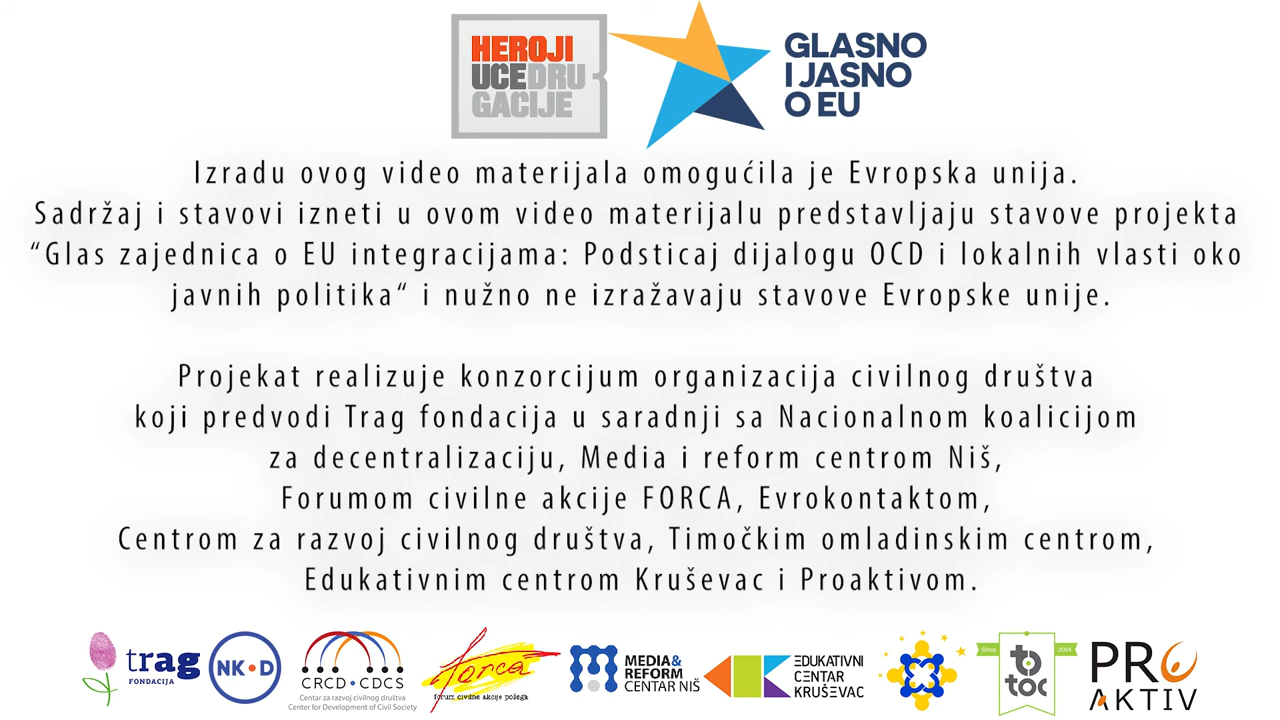 HEROJI
UCEDRU
GACIJE
GLASNO
I JASNO
O EU
Izradu ovog video materijala omogućila je Evropska unija.
Sadržaj i stavovi izneti u ovom video materijalu predstavljaju stavove projekta
“Glas zajednica o EU integracijama: Podsticaj dijalogu OCD i lokalnih vlasti oko
javnih politika“ i nužno ne izražavaju stavove Evropske unije.
Projekat realizuje konzorcijum organizacija civilnog društva
koji predvodi Trag fondacija u saradnji sa Nacionalnom koalicijom
za decentralizaciju, Media i reform centrom Niš,
Forumom civilne akcije FORCA, Evrokontaktom,
Centrom za razvoj civilnog društva, Timočkim omladinskim centrom,
Edukativnim centrom Kruševac i Proaktivom.
trag
FONDACIJA
NK•D
CRCD•CDCS
Centar za razvoj civilnog društva
Center for Development of Civil Society
forca
forum civilne akcije požega
MEDIA&
REFORM
CENTAR NIŠ
EDUKATIVNI
CENTAR
KRUŠEVAC
Since 2004
to
toc
PRO
AKTIV